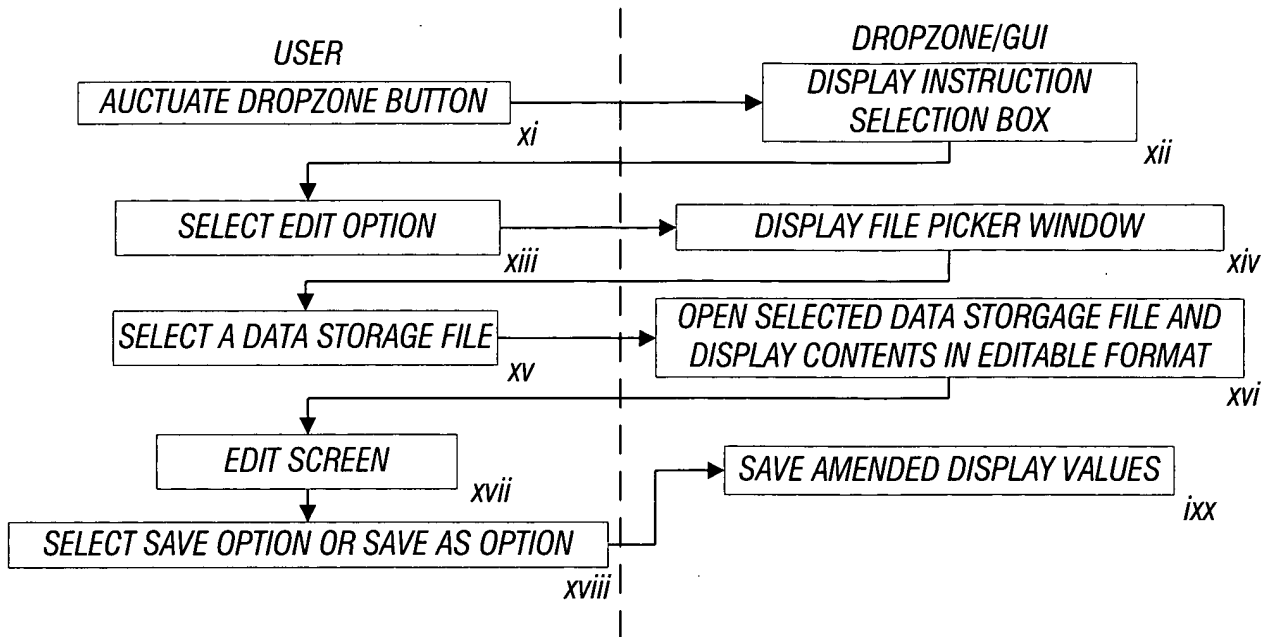 USER
DROPZONE/GUI
AUCTUATE DROPZONE BUTTON
xi
DISPLAY INSTRUCTION
SELECTION BOX
xii
SELECT EDIT OPTION
xiii
DISPLAY FILE PICKER WINDOW
xiv
SELECT A DATA STORAGE FILE
xv
OPEN SELECTED DATA STORGAGE FILE AND
DISPLAY CONTENTS IN EDITABLE FORMAT
xvi
EDIT SCREEN
xvii
SAVE AMENDED DISPLAY VALUES
ixx
SELECT SAVE OPTION OR SAVE AS OPTION
xviii